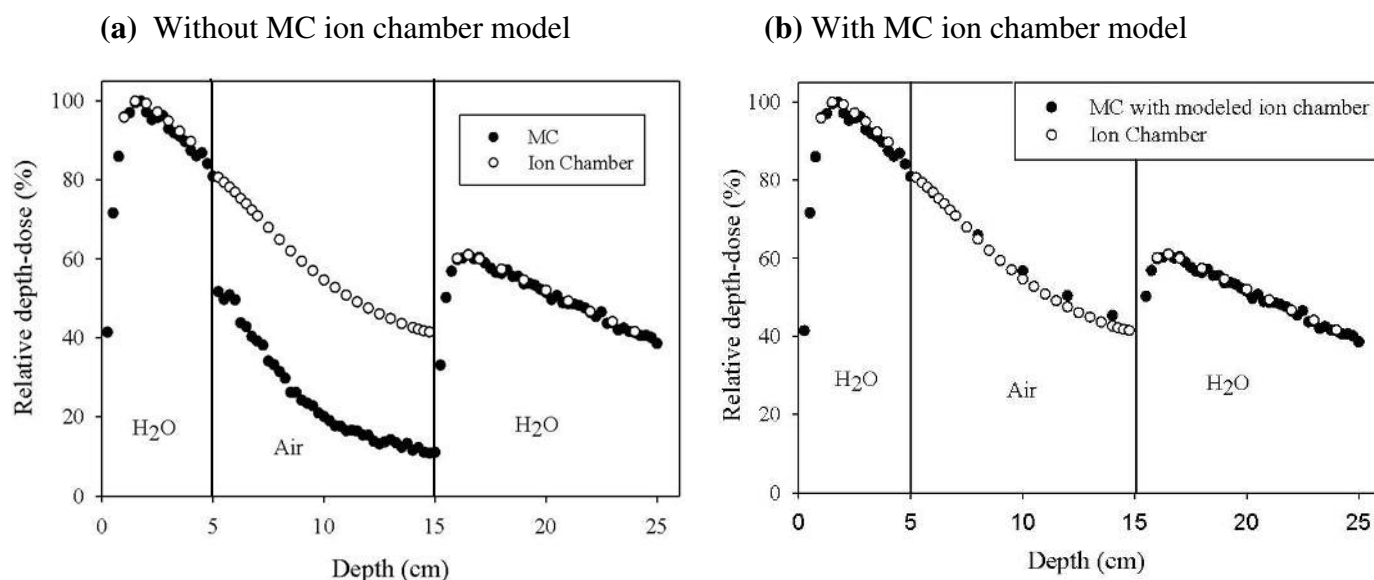 (a) Without MC ion chamber model
Relative depth-dose (%)
100
80
60
40
20
0
MC
Ion Chamber
H2O
Air
H2O
0 5 10 15 20 25
Depth (cm)
(b) With MC ion chamber model
Relative depth-dose (%)
100
80
60
40
20
0
MC with modeled ion chamber
Ion Chamber
H2O
Air
H2O
0 5 10 15 20 25
Depth (cm)